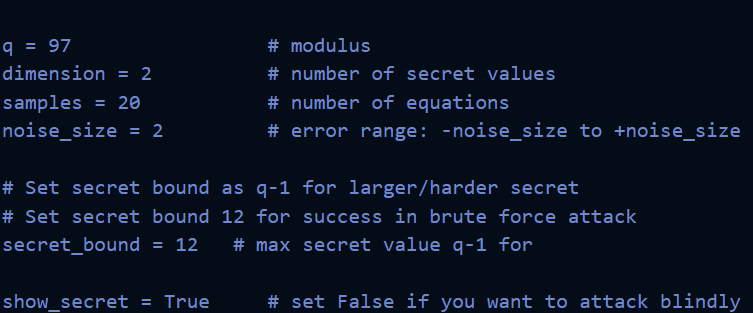 q = 97                 # modulus
dimension = 2          # number of secret values
samples = 20           # number of equations
noise_size = 2         # error range: -noise_size to +noise_size
# Set secret bound as q-1 for larger/harder secret
# Set secret bound 12 for success in brute force attack
secret_bound = 12   # max secret value q-1 for
show_secret = True     # set False if you want to attack blindly